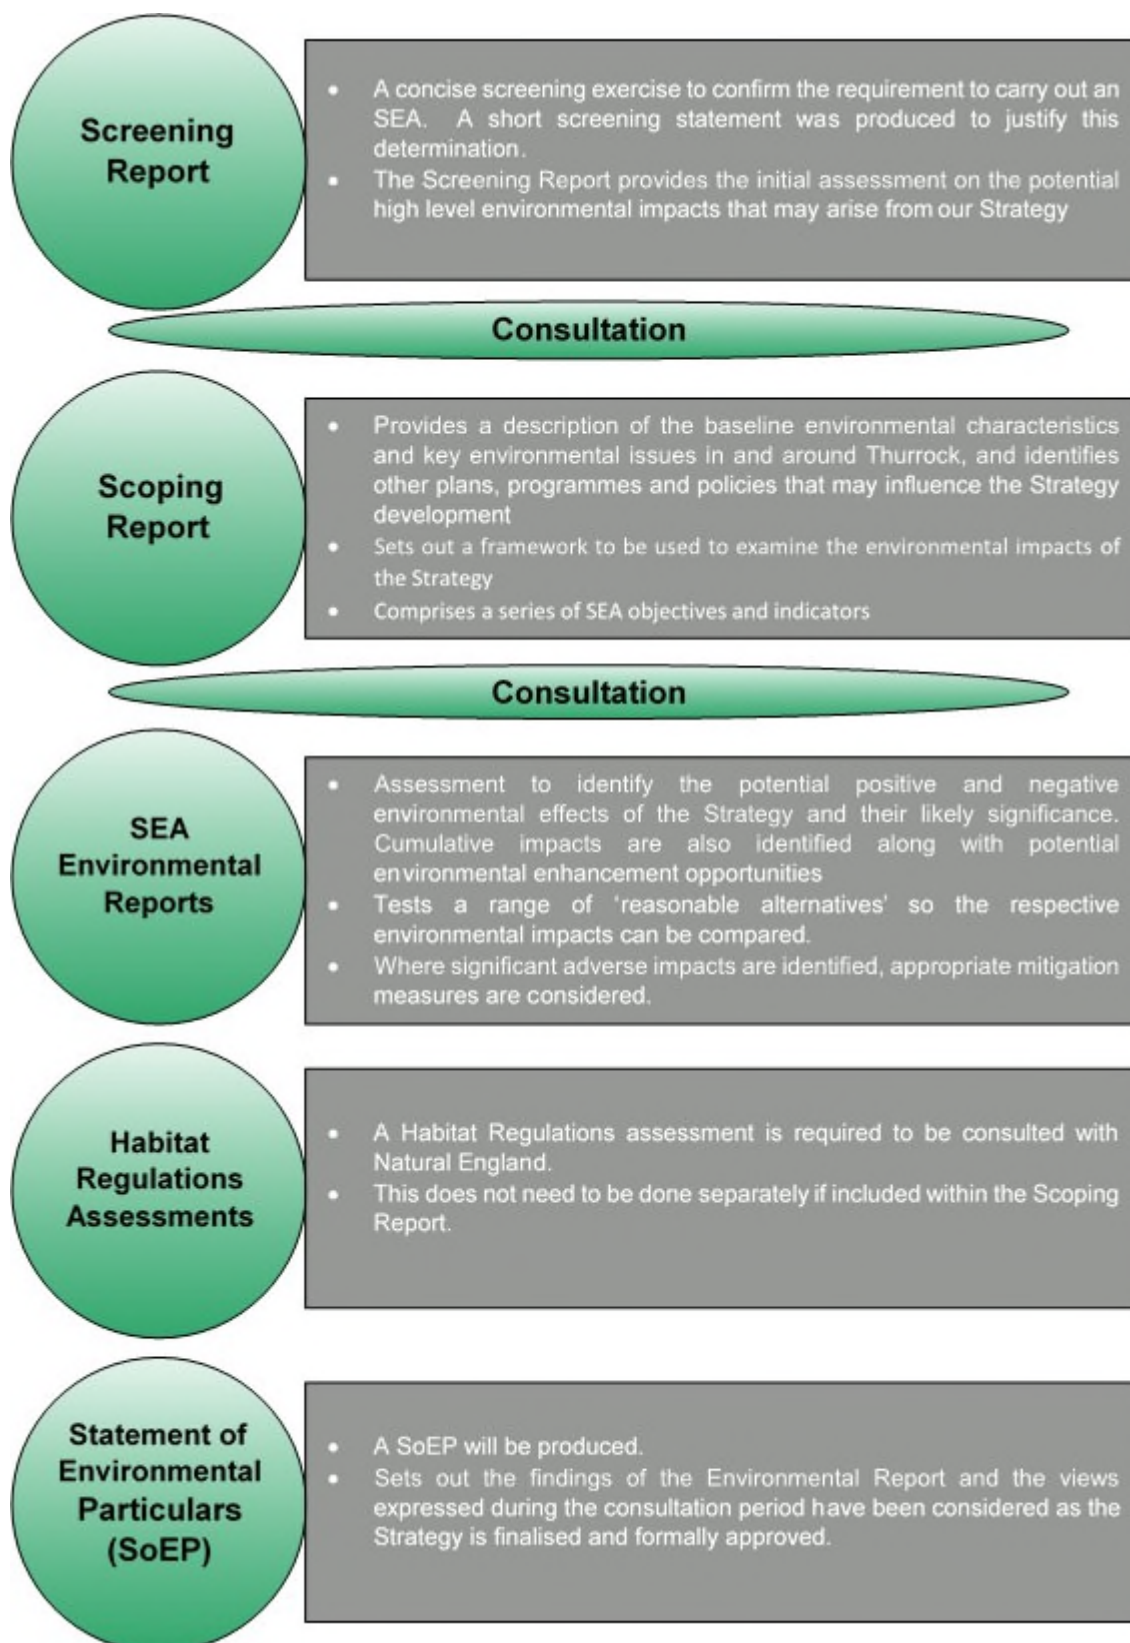 Screening
Report
• A concise screening exercise to confirm the requirement to carry out an
SEA. A short screening statement was produced to justify this
determination.
• The Screening Report provides the initial assessment on the potential
high level environmental impacts that may arise from our Strategy
Consultation
Scoping
Report
• Provides a description of the baseline environmental characteristics
and key environmental issues in and around Thurrock, and identifies
other plans, programmes and policies that may influence the Strategy
development
• Sets out a framework to be used to examine the environmental impacts of
the Strategy
• Comprises a series of SEA objectives and indicators
Consultation
SEA
Environmental
Reports
• Assessment to identify the potential positive and negative
environmental effects of the Strategy and their likely significance.
Cumulative impacts are also identified along with potential
environmental enhancement opportunities
• Tests a range of ‘reasonable alternatives’ so the respective
environmental impacts can be compared.
• Where significant adverse impacts are identified, appropriate mitigation
measures are considered.
Habitat
Regulations
Assessments
• A Habitat Regulations assessment is required to be consulted with
Natural England.
• This does not need to be done separately if included within the Scoping
Report.
Statement of
Environmental
Particulars
(SoEP)
• A SoEP will be produced.
• Sets out the findings of the Environmental Report and the views
expressed during the consultation period have been considered as the
Strategy is finalised and formally approved.